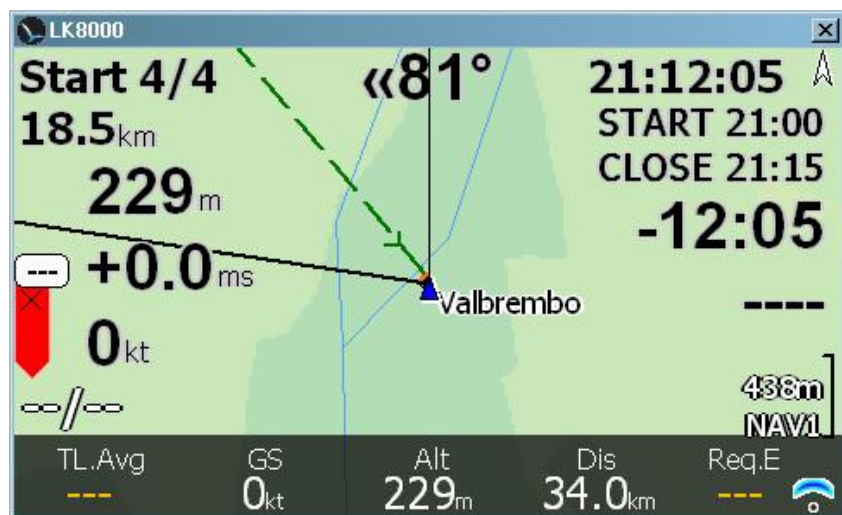 LK8000
Start 4/4
«81°
21:12:05
18.5km
START 21:00
229m
CLOSE 21:15
-12:05
--- +0.0ms
Valbrembo
----
0kt
--/--
438m
NAV1
TL.Avg GS Alt Dis Req.E
--- 0kt 229m 34.0km ---